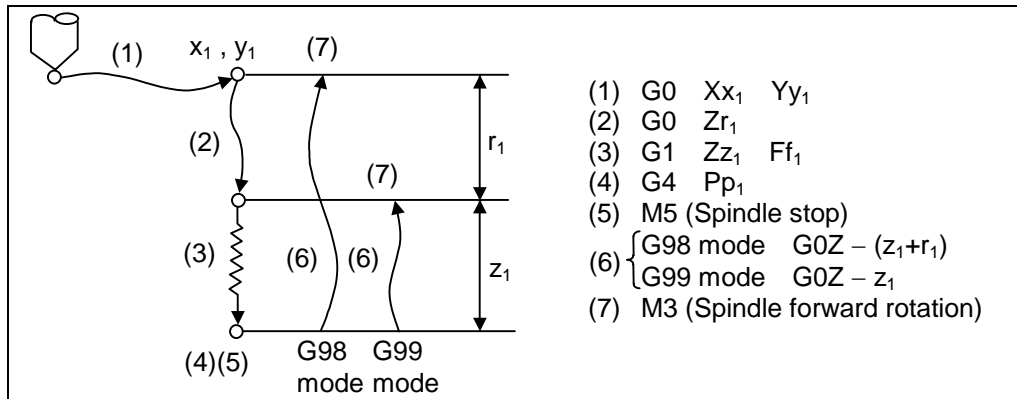 (1)
x₁ , y₁
(7)
(2)
r₁
(7)
(3)
(6)
(6)
z₁
(4)(5)
G98 mode
G99 mode
(1) G0 Xx₁ Yy₁
(2) G0 Zr₁
(3) G1 Zz₁ Ff₁
(4) G4 Pp₁
(5) M5 (Spindle stop)
(6) G98 mode G0Z – (z₁+r₁)
G99 mode G0Z – z₁
(7) M3 (Spindle forward rotation)